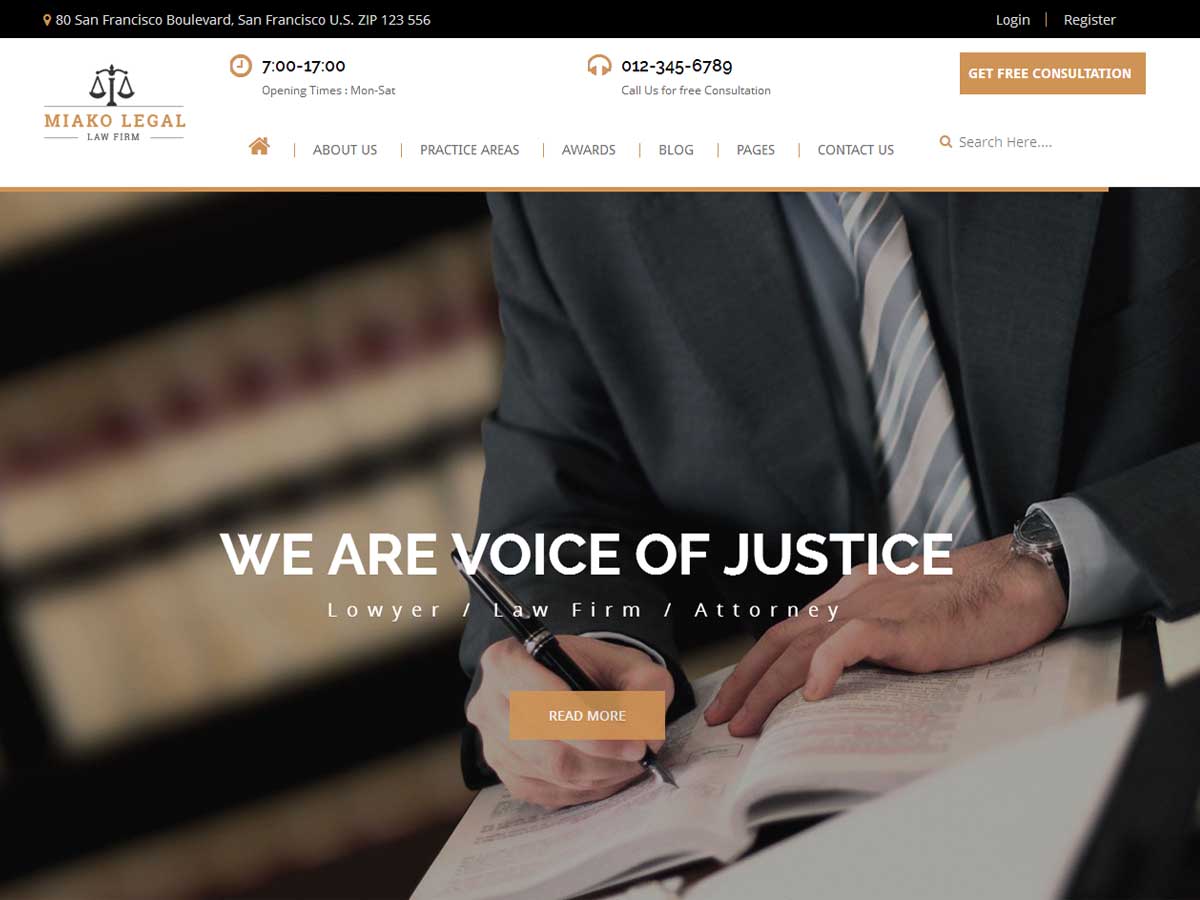 80 San Francisco Boulevard, San Francisco U.S. ZIP 123 556
Login
Register
MIAKO LEGAL
LAW FIRM
7:00-17:00
Opening Times : Mon-Sat
012-345-6789
Call Us for free Consultation
GET FREE CONSULTATION
ABOUT US
PRACTICE AREAS
AWARDS
BLOG
PAGES
CONTACT US
Search Here....
WE ARE VOICE OF JUSTICE
Lowyer / Law Firm / Attorney
READ MORE